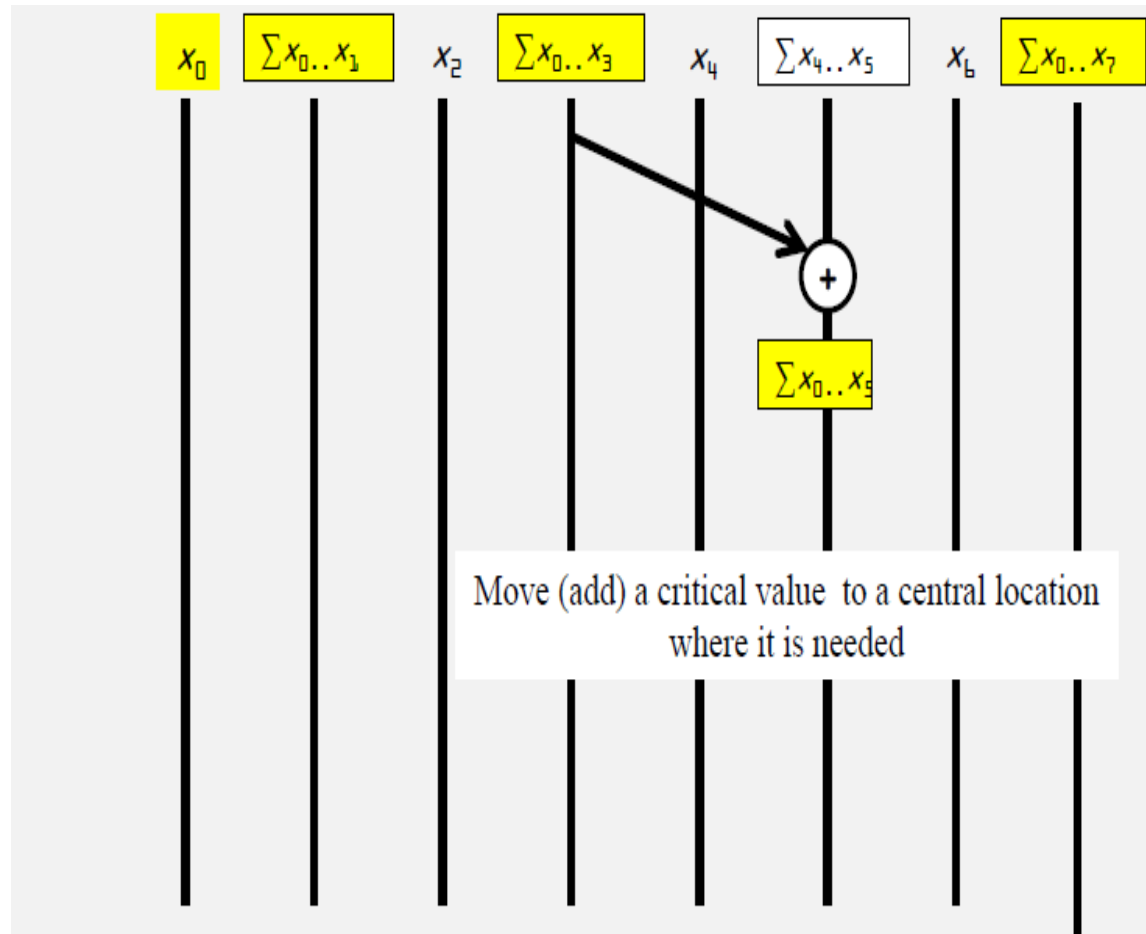 x₀ ∑x₀..x₁ x₂ ∑x₀..x₃ x₄ ∑x₄..x₅ x₆ ∑x₀..x₇
+
∑x₀..x₅
Move (add) a critical value to a central location
where it is needed